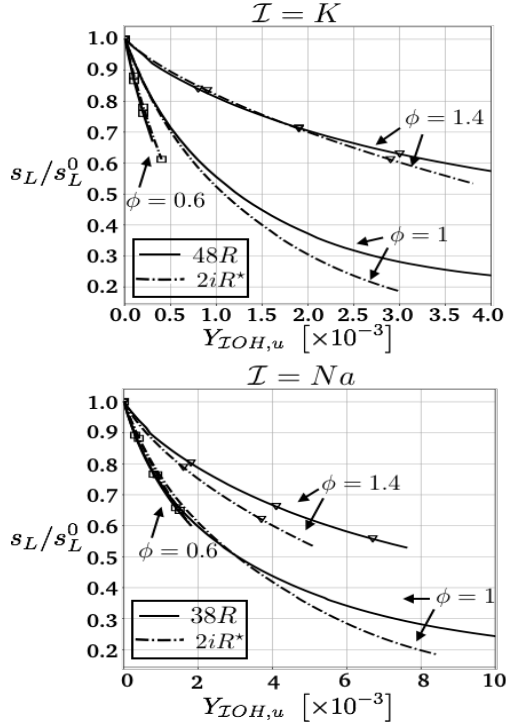 I = K
1.0
0.9
0.8
0.7
0.6
0.5
0.4
0.3
0.2
s_L/s_L^0
ϕ = 1.4
ϕ = 0.6
ϕ = 1
48R
2iR*
0.0 0.5 1.0 1.5 2.0 2.5 3.0 3.5 4.0
Y_{IOH,u} [×10^{-3}]
I = Na
1.0
0.9
0.8
0.7
0.6
0.5
0.4
0.3
0.2
s_L/s_L^0
ϕ = 1.4
ϕ = 0.6
ϕ = 1
38R
2iR*
0 2 4 6 8 10
Y_{IOH,u} [×10^{-3}]